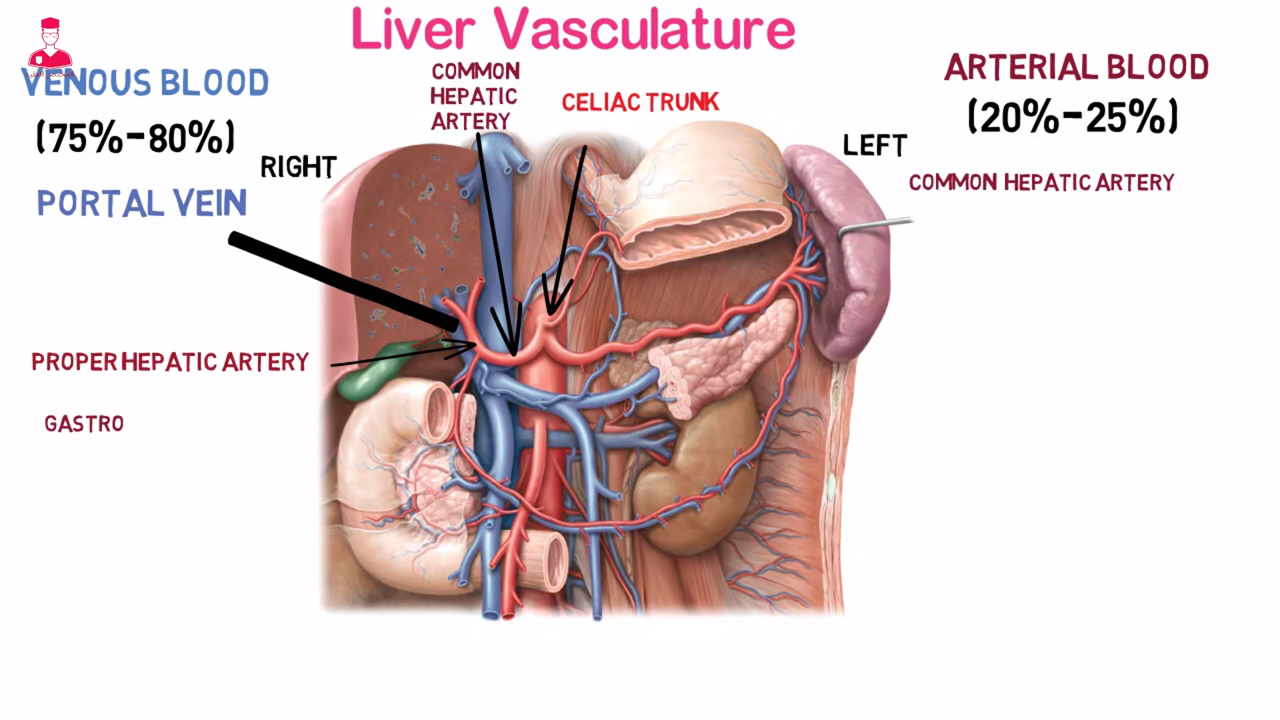 Liver Vasculature
VENOUS BLOOD
(75%-80%)
PORTAL VEIN
RIGHT
COMMON
HEPATIC
ARTERY
CELIAC TRUNK
LEFT
ARTERIAL BLOOD
(20%-25%)
COMMON HEPATIC ARTERY
PROPER HEPATIC ARTERY
GASTRO